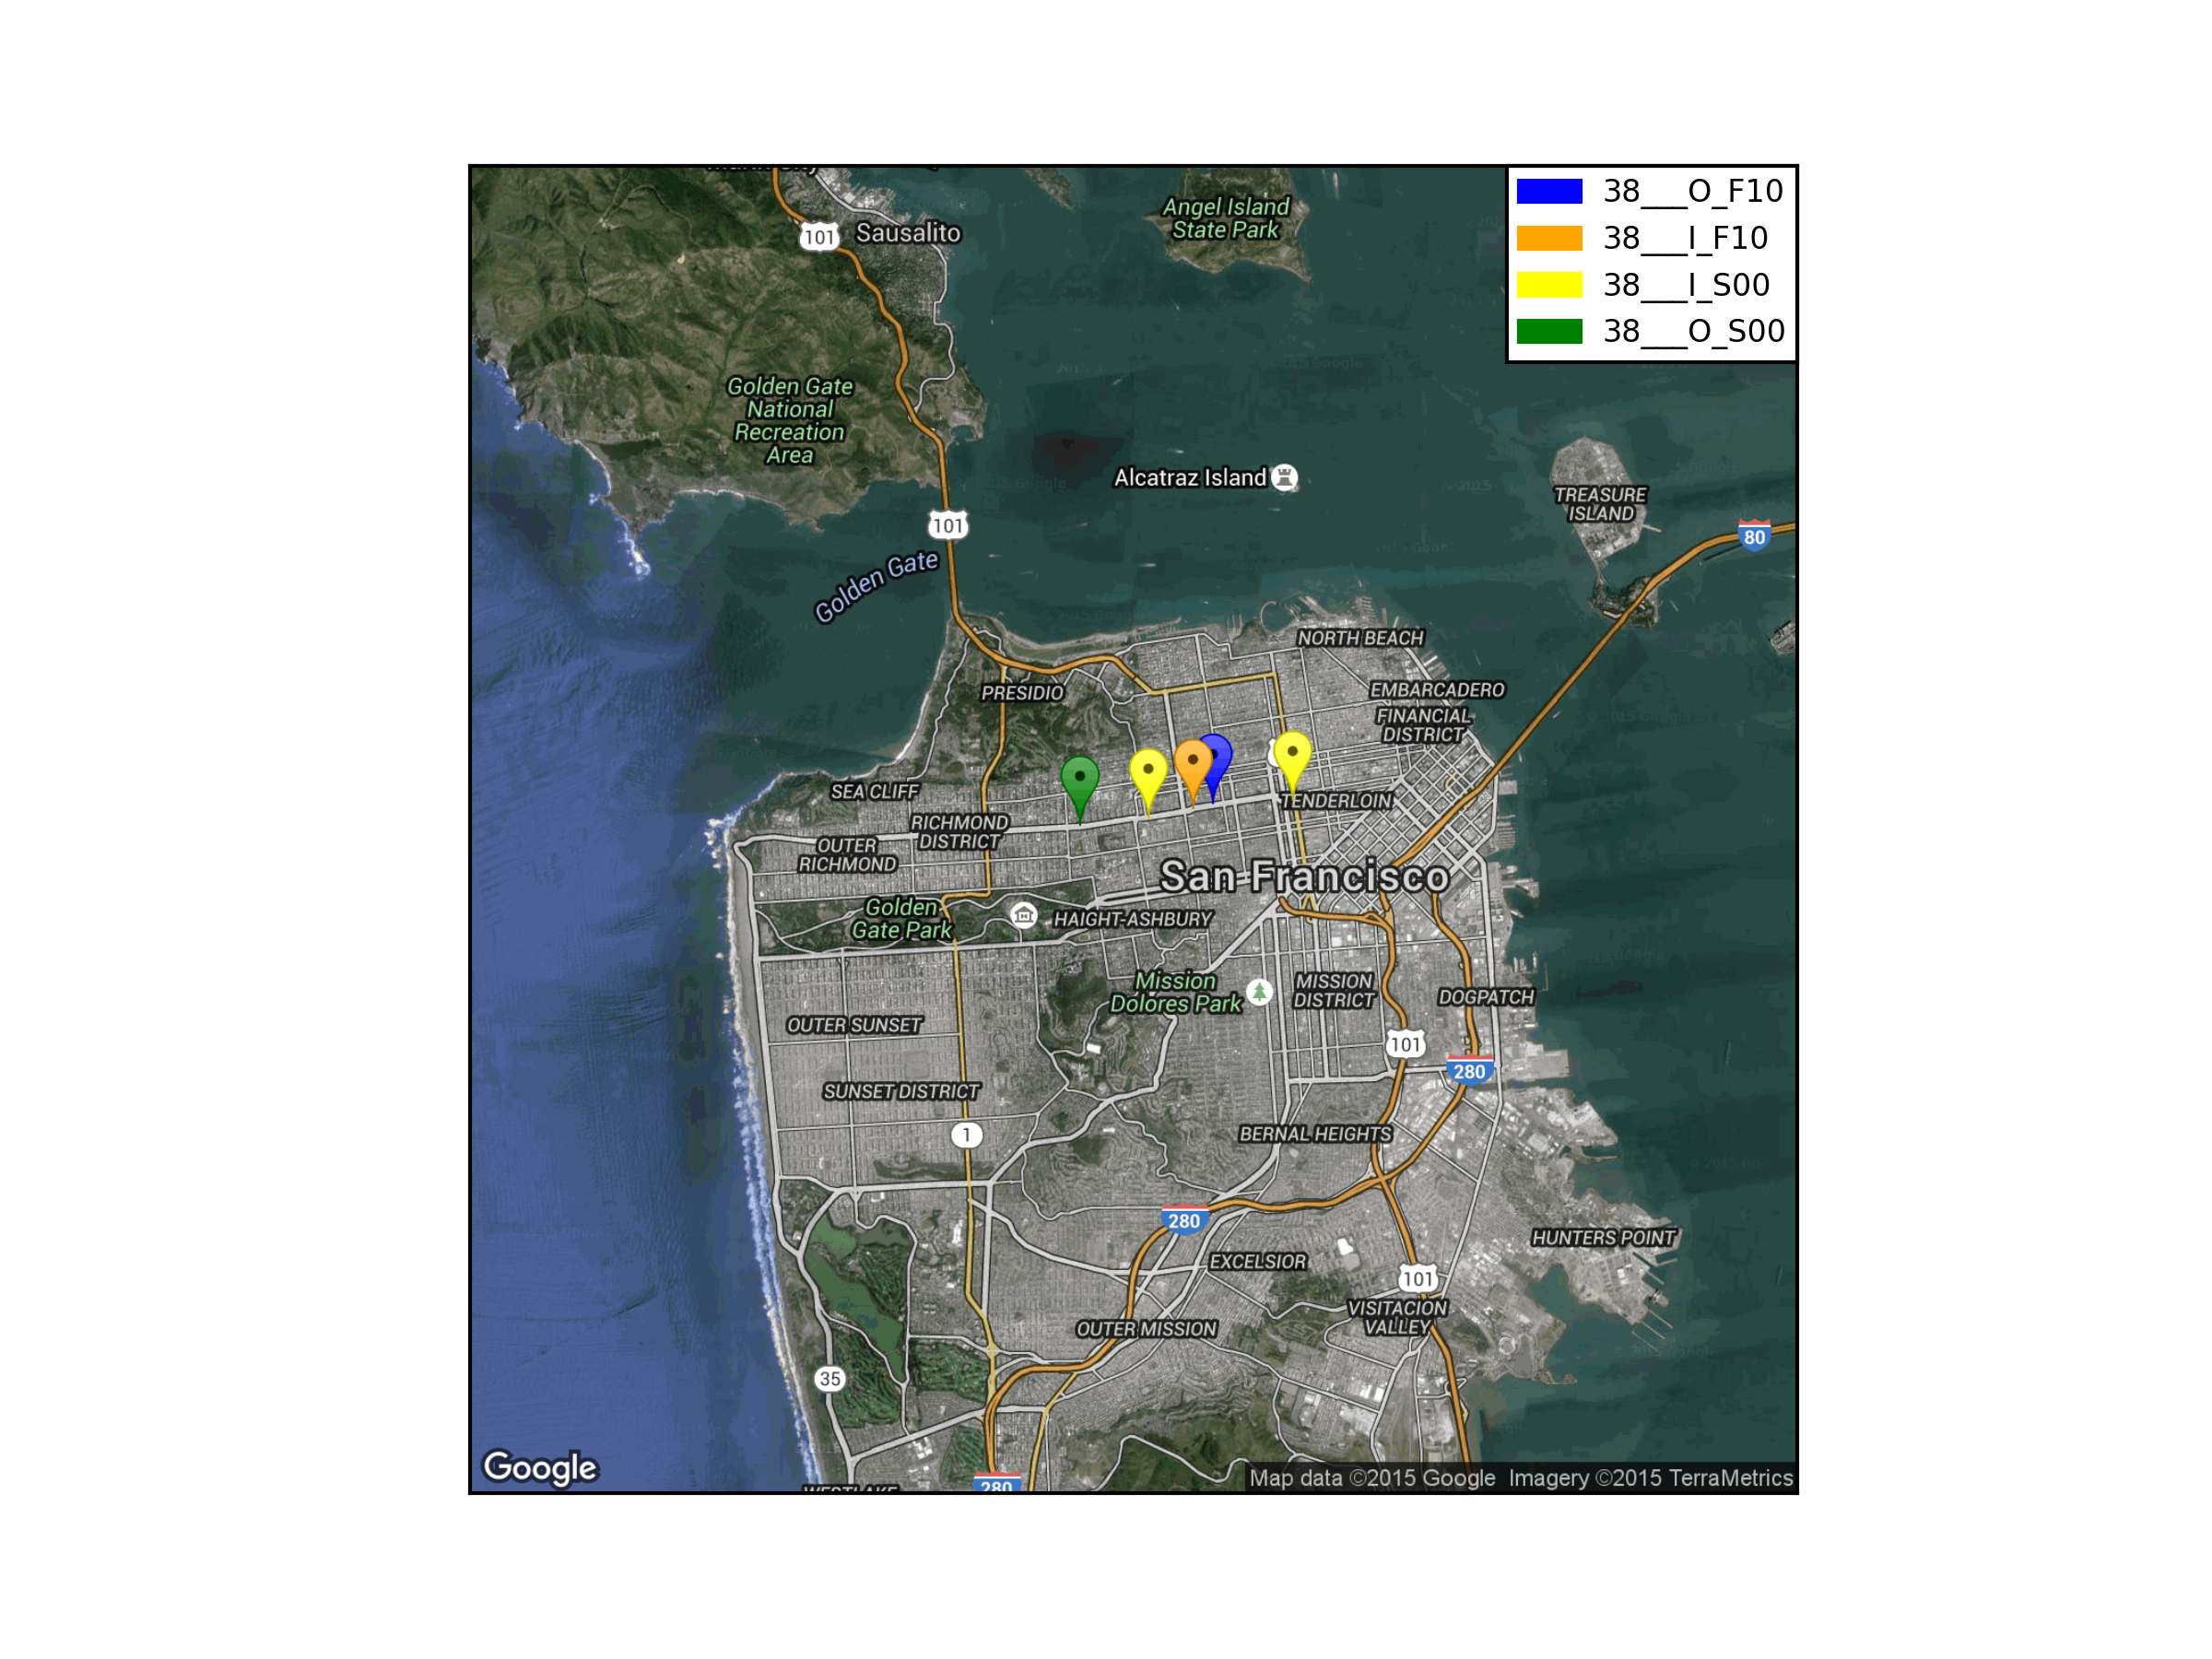 38___O_F10
38___I_F10
38___I_S00
38___O_S00
Angel Island
State Park
101
Sausalito
Golden Gate
National
Recreation
Area
Alcatraz Island
TREASURE
ISLAND
101
80
Golden Gate
NORTH BEACH
PRESIDIO
EMBARCADERO
FINANCIAL
DISTRICT
SEA CLIFF
TENDERLOIN
RICHMOND
DISTRICT
OUTER
RICHMOND
San Francisco
Golden
Gate Park
HAIGHT-ASHBURY
Mission
Dolores Park
MISSION
DISTRICT
DOGPATCH
OUTER SUNSET
101
280
SUNSET DISTRICT
1
BERNAL HEIGHTS
280
HUNTERS POINT
EXCELSIOR
101
VISITACION
VALLEY
OUTER MISSION
35
Google
Map data ©2015 Google Imagery ©2015 TerraMetrics
280